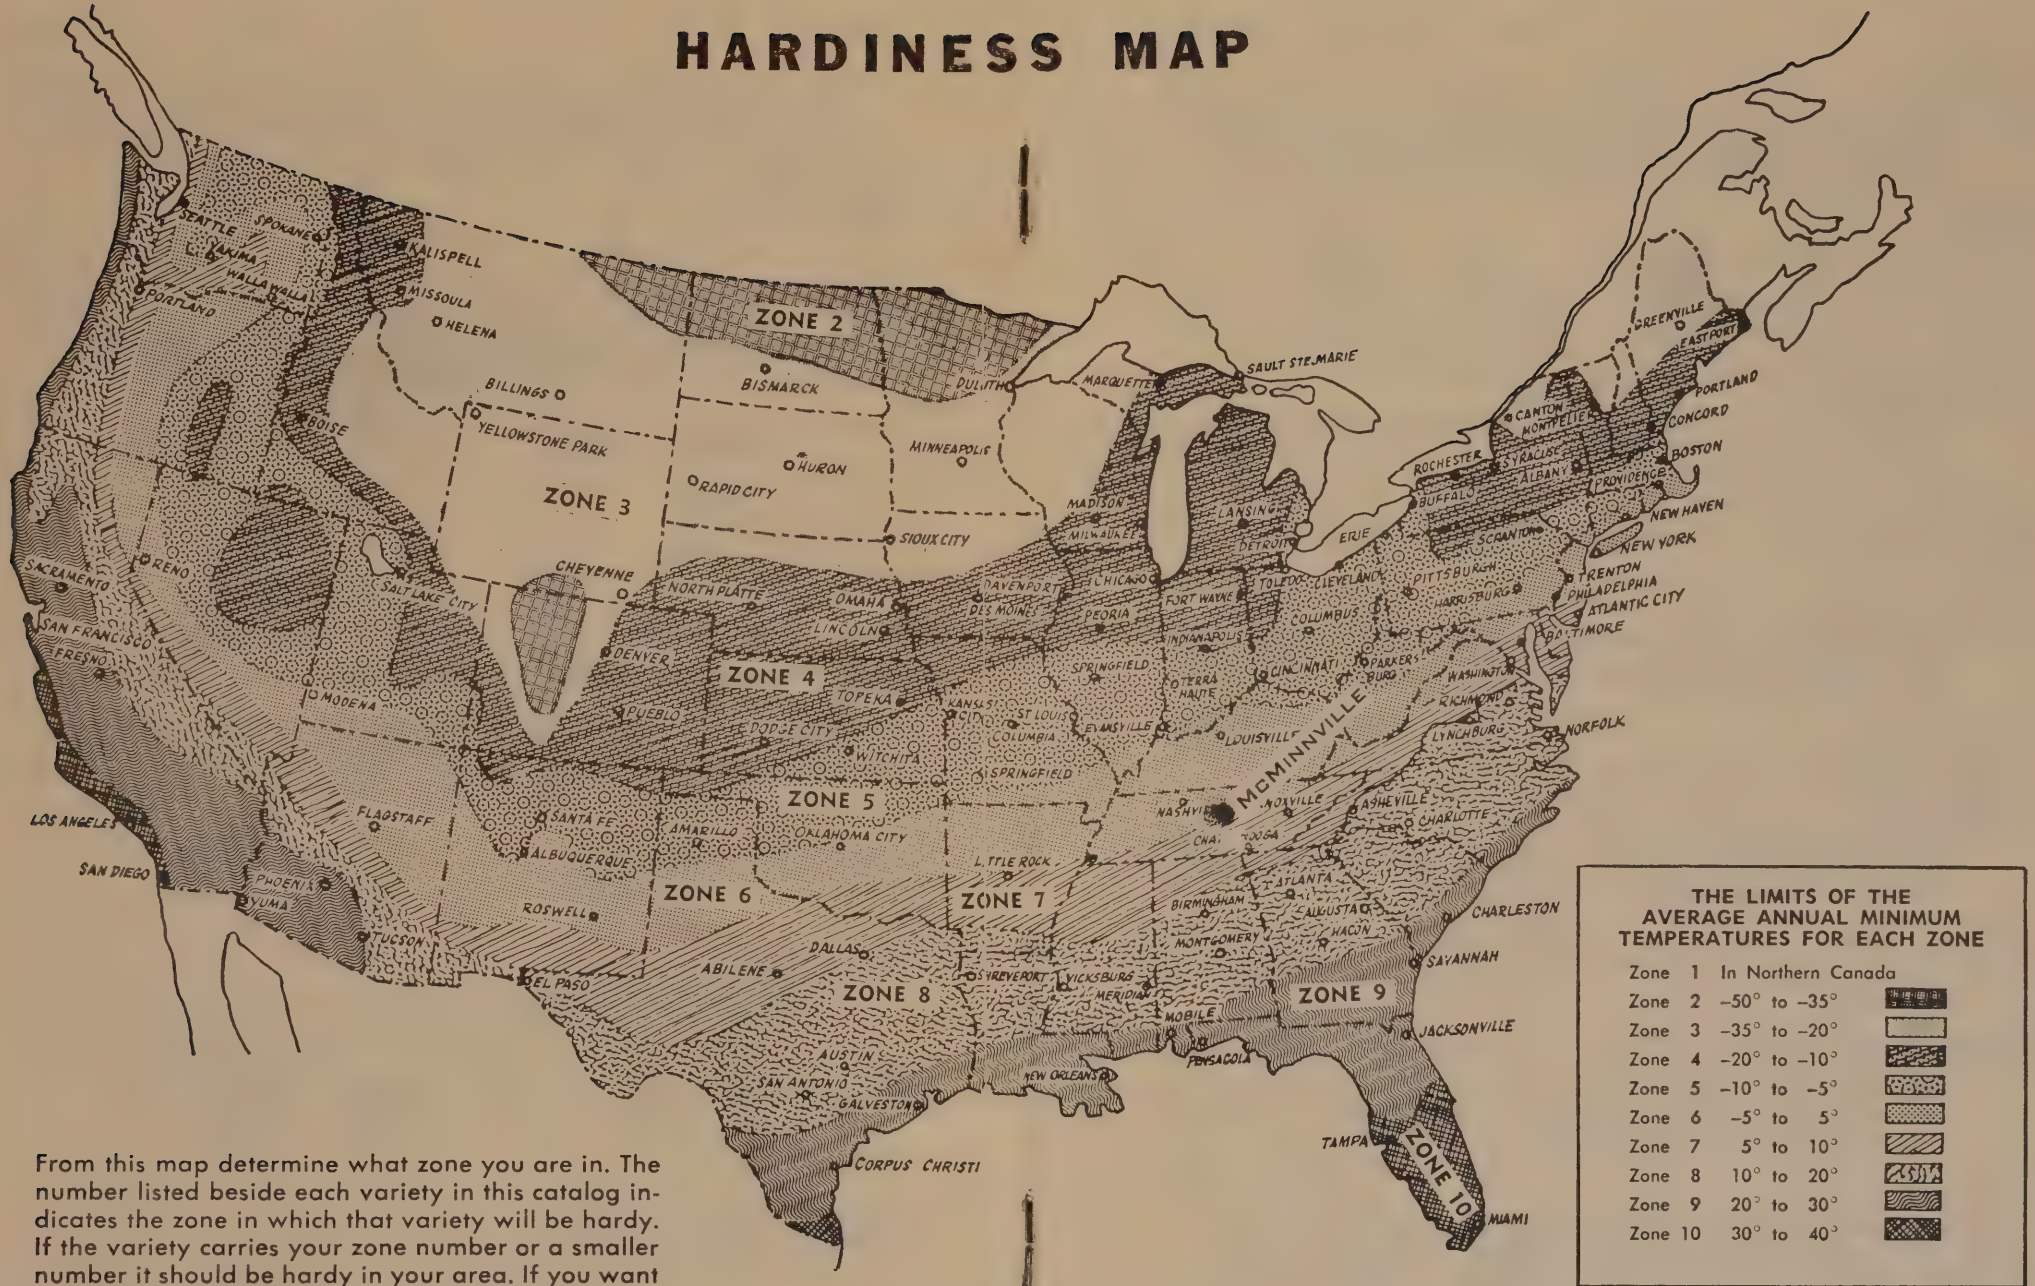 HARDINESS MAP
SEATTLE
SPOKANE
YAKIMA
WALLA WALLA
PORTLAND
KALISPELL
MISSOULA
HELENA
BILLINGS
YELLOWSTONE PARK
BOISE
ZONE 2
BISMARCK
DULITH
MINNEAPOLIS
HURON
RAPID CITY
ZONE 3
SIOUX CITY
CHEYENNE
NORTH PLATTE
OMAHA
LINCOLN
DENVER
ZONE 4
TOPEKA
PUEBLO
DODGE CITY
WITCHITA
RENO
SACRAMENTO
SAN FRANCISCO
FRESNO
SALT LAKE CITY
MODENA
LOS ANGELES
SAN DIEGO
FLAGSTAFF
PHOENIX
YUMA
TUCSON
SANTA FE
ALBUQUERQUE
ROSWELL
AMARILLO
ZONE 5
OKLAHOMA CITY
ZONE 6
EL PASO
ABILENE
DALLAS
ZONE 8
AUSTIN
SAN ANTONIO
GALVESTON
CORPUS CHRISTI
MARQUETTE
SAULT STE. MARIE
MADISON
MILWAUKEE
LANSING
DETROIT
CHICAGO
DAVENPORT
DES MOINES
PEORIA
FORT WAYNE
TOLEDO
CLEVELAND
ERIE
INDIANAPOLIS
COLUMBUS
SPRINGFIELD
TERRA
HAUTE
CINCINNATI
PARKERS
BURG
KANSAS
CITY
ST LOUIS
COLUMBIA
EVANSVILLE
LOUISVILLE
SPRINGFIELD
McMINNVILLE
LITTLE ROCK
ZONE 7
ASHEVILLE
CHARLOTTE
ATLANTA
BIRMINGHAM
AUGUSTA
MACON
MONTGOMERY
SHREVEPORT
VICKSBURG
ZONE 9
MOBILE
PENSACOLA
NEW ORLEANS
CHARLESTON
SAVANNAH
JACKSONVILLE
TAMPA
ZONE 10
MIAMI
GREENVILLE
EASTPORT
PORTLAND
CONCORD
CANTON
MONTPELIER
BOSTON
ROCHESTER
SYRACUSE
ALBANY
PROVIDENCE
BUFFALO
NEW HAVEN
SCRANTON
NEW YORK
PITTSBURGH
HARRISBURG
TRENTON
PHILADELPHIA
ATLANTIC CITY
BALTIMORE
WASHINGTON
RICHMOND
LYNCHBURG
NORFOLK
From this map determine what zone you are in. The
number listed beside each variety in this catalog in-
dicates the zone in which that variety will be hardy.
If the variety carries your zone number or a smaller
number it should be hardy in your area. If you want
THE LIMITS OF THE
AVERAGE ANNUAL MINIMUM
TEMPERATURES FOR EACH ZONE
Zone 1 In Northern Canada
Zone 2 –50° to –35°
Zone 3 –35° to –20°
Zone 4 –20° to –10°
Zone 5 –10° to –5°
Zone 6 –5° to 5°
Zone 7 5° to 10°
Zone 8 10° to 20°
Zone 9 20° to 30°
Zone 10 30° to 40°